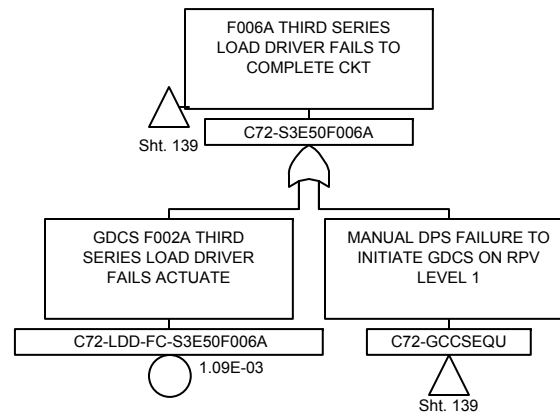 F006A THIRD SERIES
LOAD DRIVER FAILS TO
COMPLETE CKT
Sht. 139
C72-S3E50F006A
GDCS F002A THIRD
SERIES LOAD DRIVER
FAILS ACTUATE
C72-LDD-FC-S3E50F006A
1.09E-03
MANUAL DPS FAILURE TO
INITIATE GDCS ON RPV
LEVEL 1
C72-GCCSEQU
Sht. 139